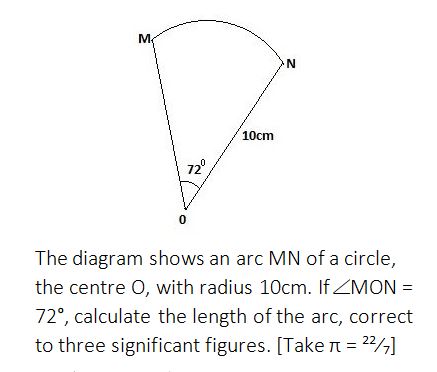 M
N
10cm
72⁰
0
The diagram shows an arc MN of a circle,
the centre O, with radius 10cm. If ∠MON =
72°, calculate the length of the arc, correct
to three significant figures. [Take π = ²²⁄₇]